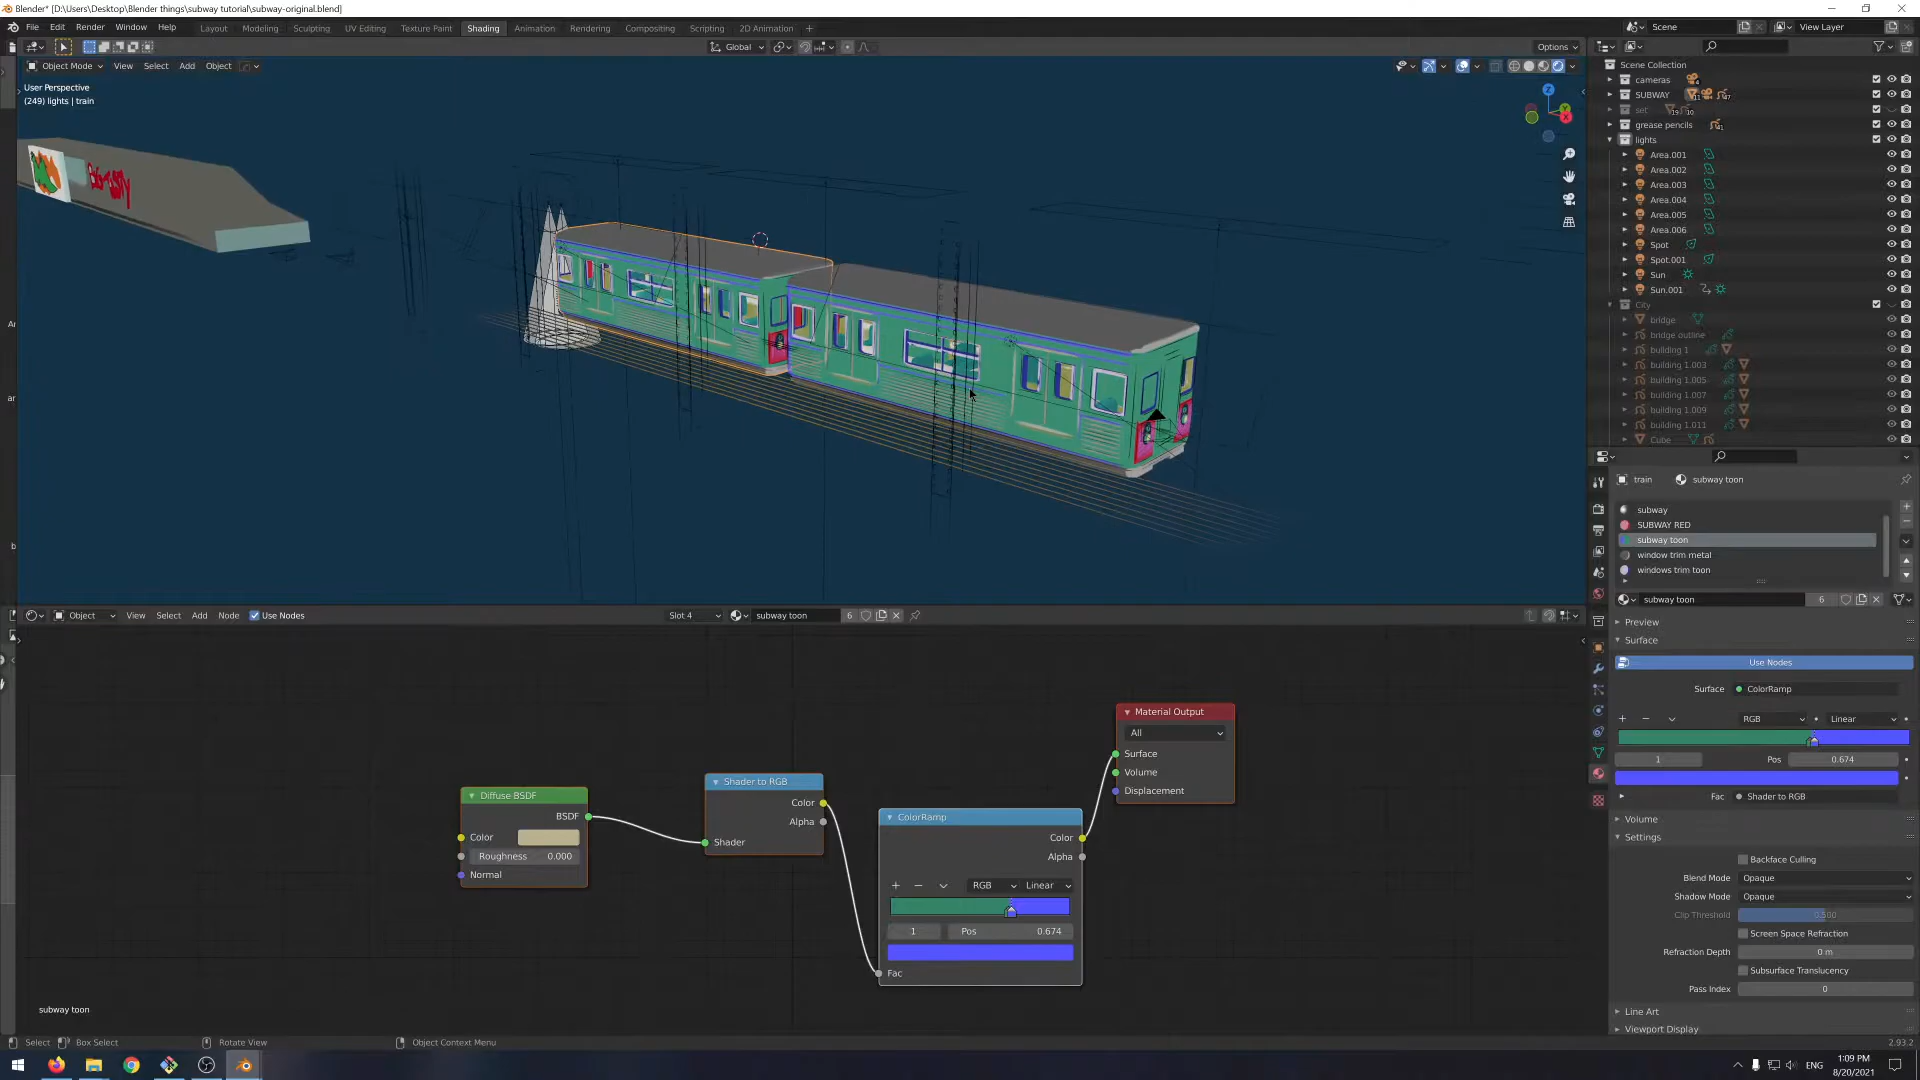 Blender* [D:\Users\Desktop\Blender things\subway tutorial\subway-original.blend]
File Edit Render Window Help
Layout Modeling Sculpting UV Editing Texture Paint Shading Animation Rendering Compositing Scripting 2D Animation +
Scene
View Layer
Global
Options
Object Mode View Select Add Object
User Perspective
(249) lights | train
Scene Collection
cameras
SUBWAY
set
grease pencils
lights
Area.001
Area.002
Area.003
Area.004
Area.005
Area.006
Spot
Spot.001
Sun
Sun.001
City
bridge
bridge outline
building 1
building 1.003
building 1.005
building 1.007
building 1.009
building 1.011
Cube
train subway toon
subway
SUBWAY RED
subway toon
window trim metal
windows trim toon
subway toon 6
Preview
Surface
Use Nodes
Surface ColorRamp
RGB Linear
1 Pos 0.674
Fac Shader to RGB
Volume
Settings
Backface Culling
Blend Mode Opaque
Shadow Mode Opaque
Clip Threshold 0.500
Screen Space Refraction
Refraction Depth 0 m
Subsurface Translucency
Pass Index 0
Line Art
Viewport Display
Object View Select Add Node Use Nodes Slot 4 subway toon 6
Material Output
All
Surface
Volume
Displacement
Diffuse BSDF
BSDF
Color
Roughness 0.000
Normal
Shader to RGB
Color
Alpha
Shader
ColorRamp
Color
Alpha
RGB Linear
1 Pos 0.674
Fac
subway toon
Select Box Select Rotate View Object Context Menu
2.93.2
ENG
1:09 PM
8/20/2021